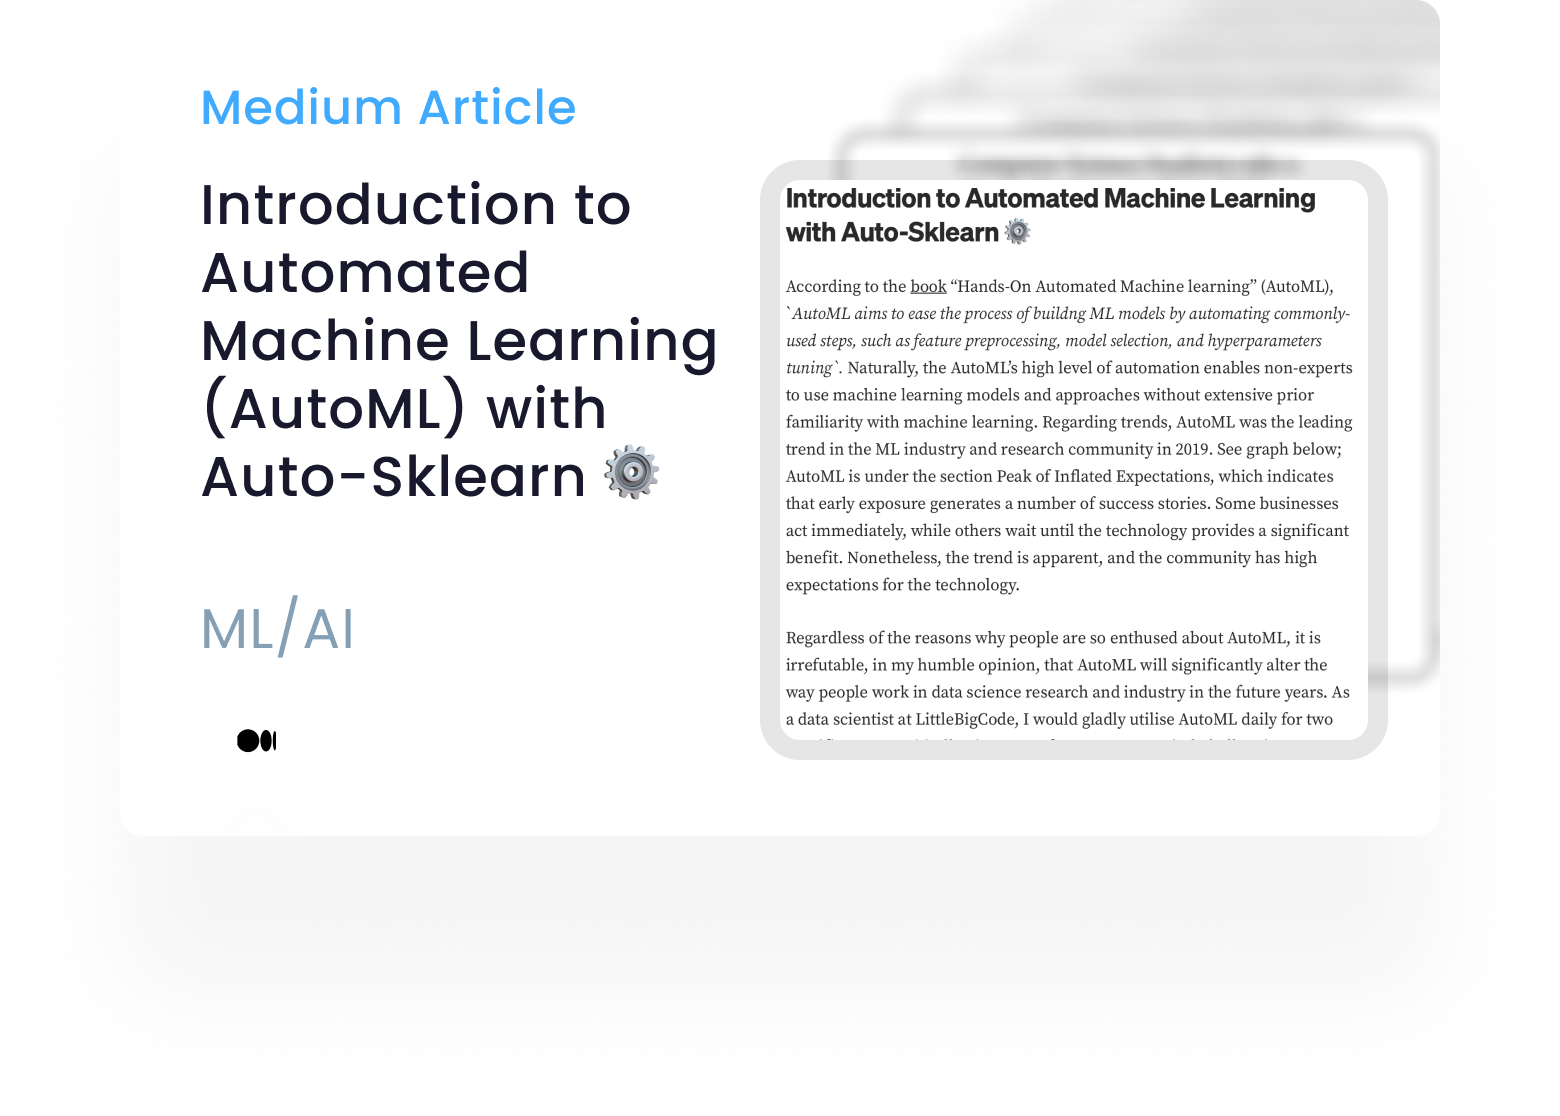 Medium Article
Introduction to
Automated
Machine Learning
(AutoML) with
Auto-Sklearn ⚙️
ML/AI
Introduction to Automated Machine Learning
with Auto-Sklearn ⚙️
According to the book “Hands-On Automated Machine learning” (AutoML),
`AutoML aims to ease the process of buildng ML models by automating commonly-
used steps, such as feature preprocessing, model selection, and hyperparameters
tuning`. Naturally, the AutoML’s high level of automation enables non-experts
to use machine learning models and approaches without extensive prior
familiarity with machine learning. Regarding trends, AutoML was the leading
trend in the ML industry and research community in 2019. See graph below;
AutoML is under the section Peak of Inflated Expectations, which indicates
that early exposure generates a number of success stories. Some businesses
act immediately, while others wait until the technology provides a significant
benefit. Nonetheless, the trend is apparent, and the community has high
expectations for the technology.
Regardless of the reasons why people are so enthused about AutoML, it is
irrefutable, in my humble opinion, that AutoML will significantly alter the
way people work in data science research and industry in the future years. As
a data scientist at LittleBigCode, I would gladly utilise AutoML daily for two